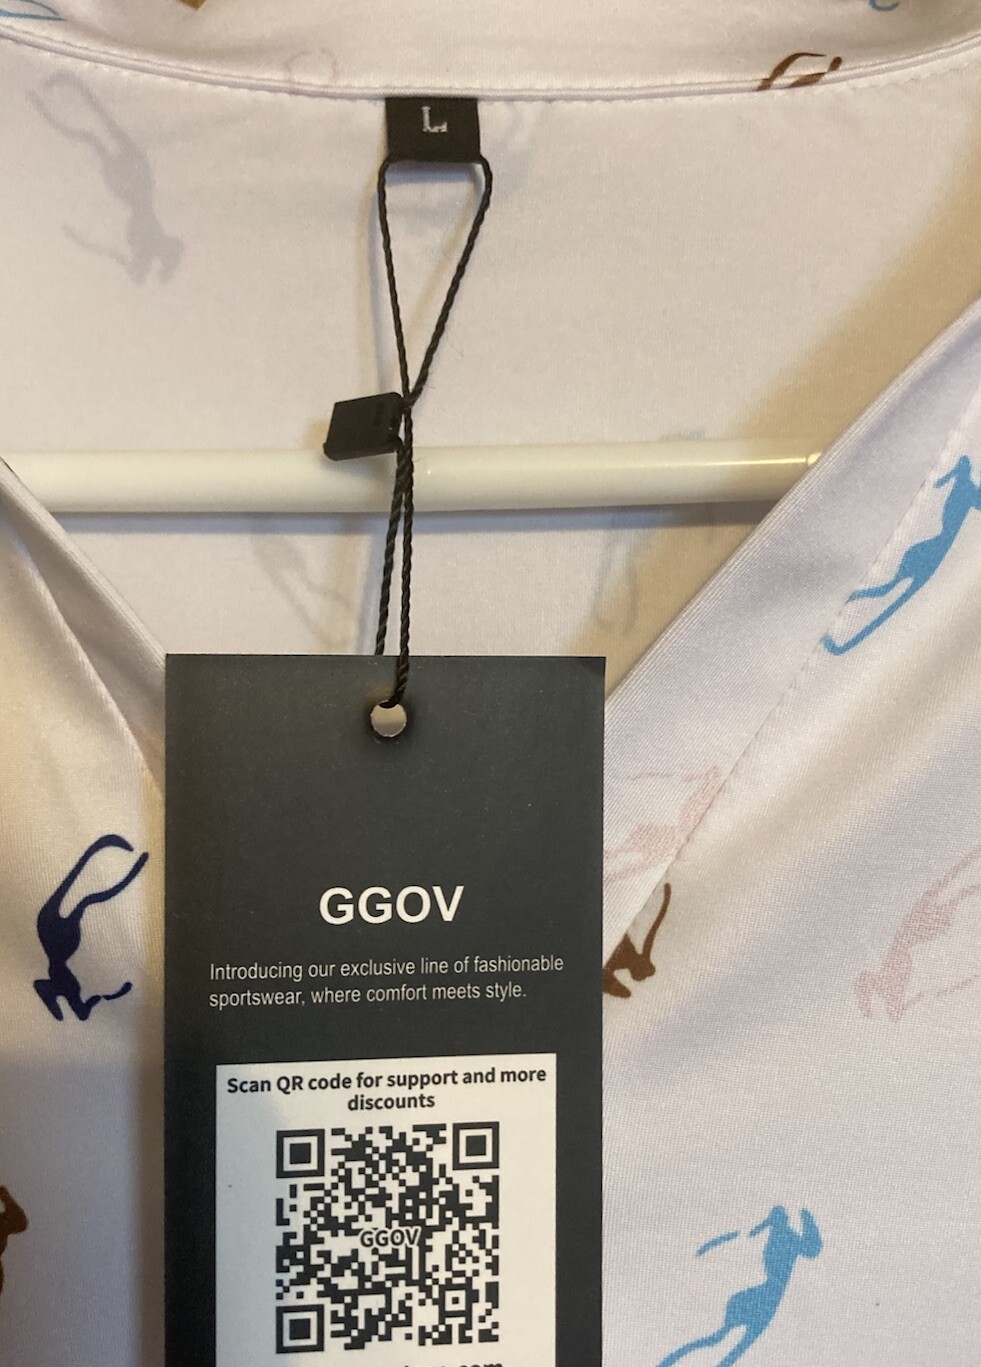 L
GGOV
Introducing our exclusive line of fashionable
sportswear, where comfort meets style.
Scan QR code for support and more
discounts
GGOV